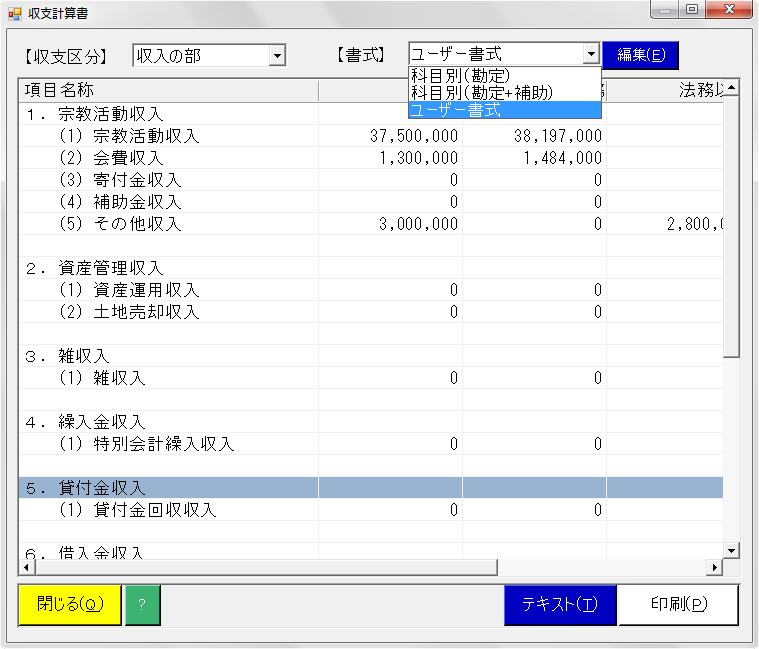 収支計算書
【収支区分】 収入の部 【書式】 ユーザー書式 編集(E)
科目別(勘定)
科目別(勘定+補助)
ユーザー書式
項目名称 法務以
1. 宗教活動収入
(1) 宗教活動収入 37,500,000 38,197,000
(2) 会費収入 1,300,000 1,484,000
(3) 寄付金収入 0 0
(4) 補助金収入 0 0
(5) その他収入 3,000,000 0 2,800,0
2. 資産管理収入
(1) 資産運用収入 0 0
(2) 土地売却収入 0 0
3. 雑収入
(1) 雑収入 0 0
4. 繰入金収入
(1) 特別会計繰入収入 0 0
5. 貸付金収入
(1) 貸付金回収収入 0 0
6. 借入金収入
閉じる(Q) ? テキスト(T) 印刷(P)